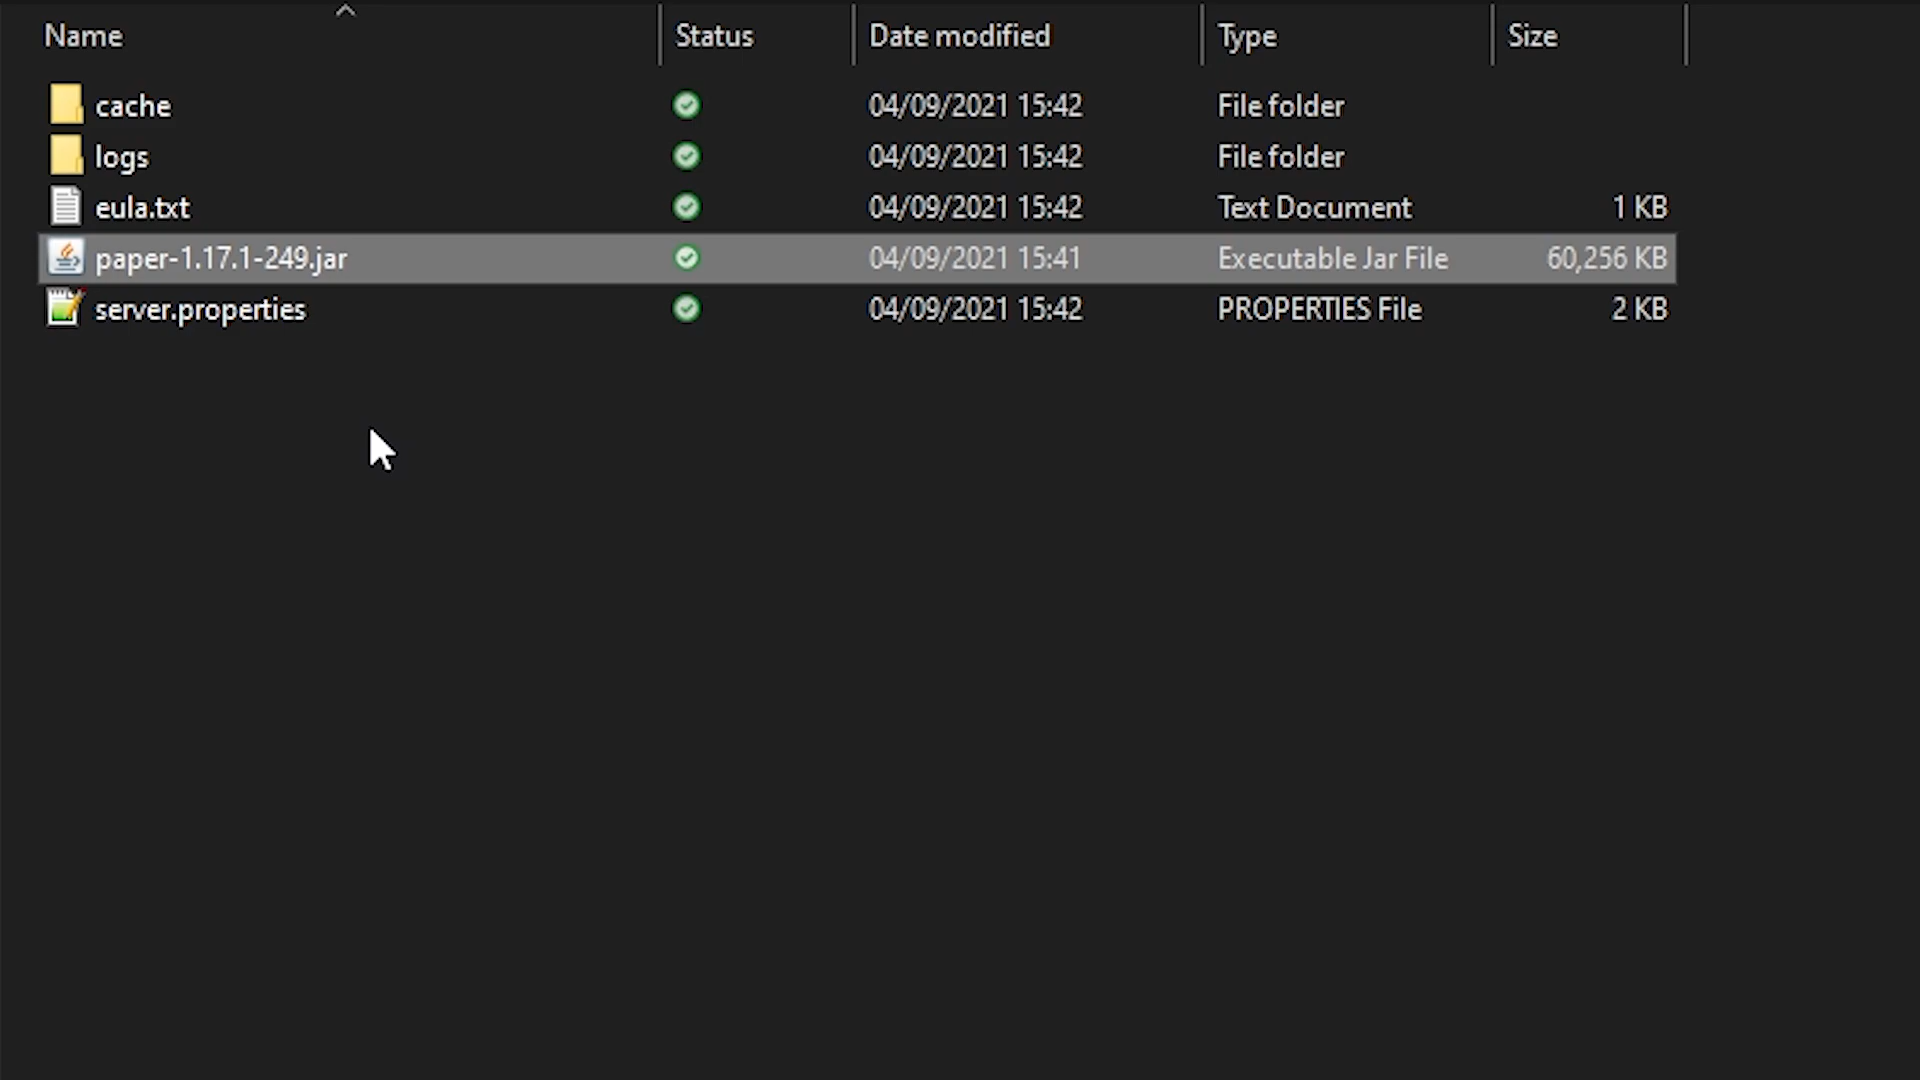 Name Status Date modified Type Size
cache 04/09/2021 15:42 File folder
logs 04/09/2021 15:42 File folder
eula.txt 04/09/2021 15:42 Text Document 1 KB
paper-1.17.1-249.jar 04/09/2021 15:41 Executable Jar File 60,256 KB
server.properties 04/09/2021 15:42 PROPERTIES File 2 KB